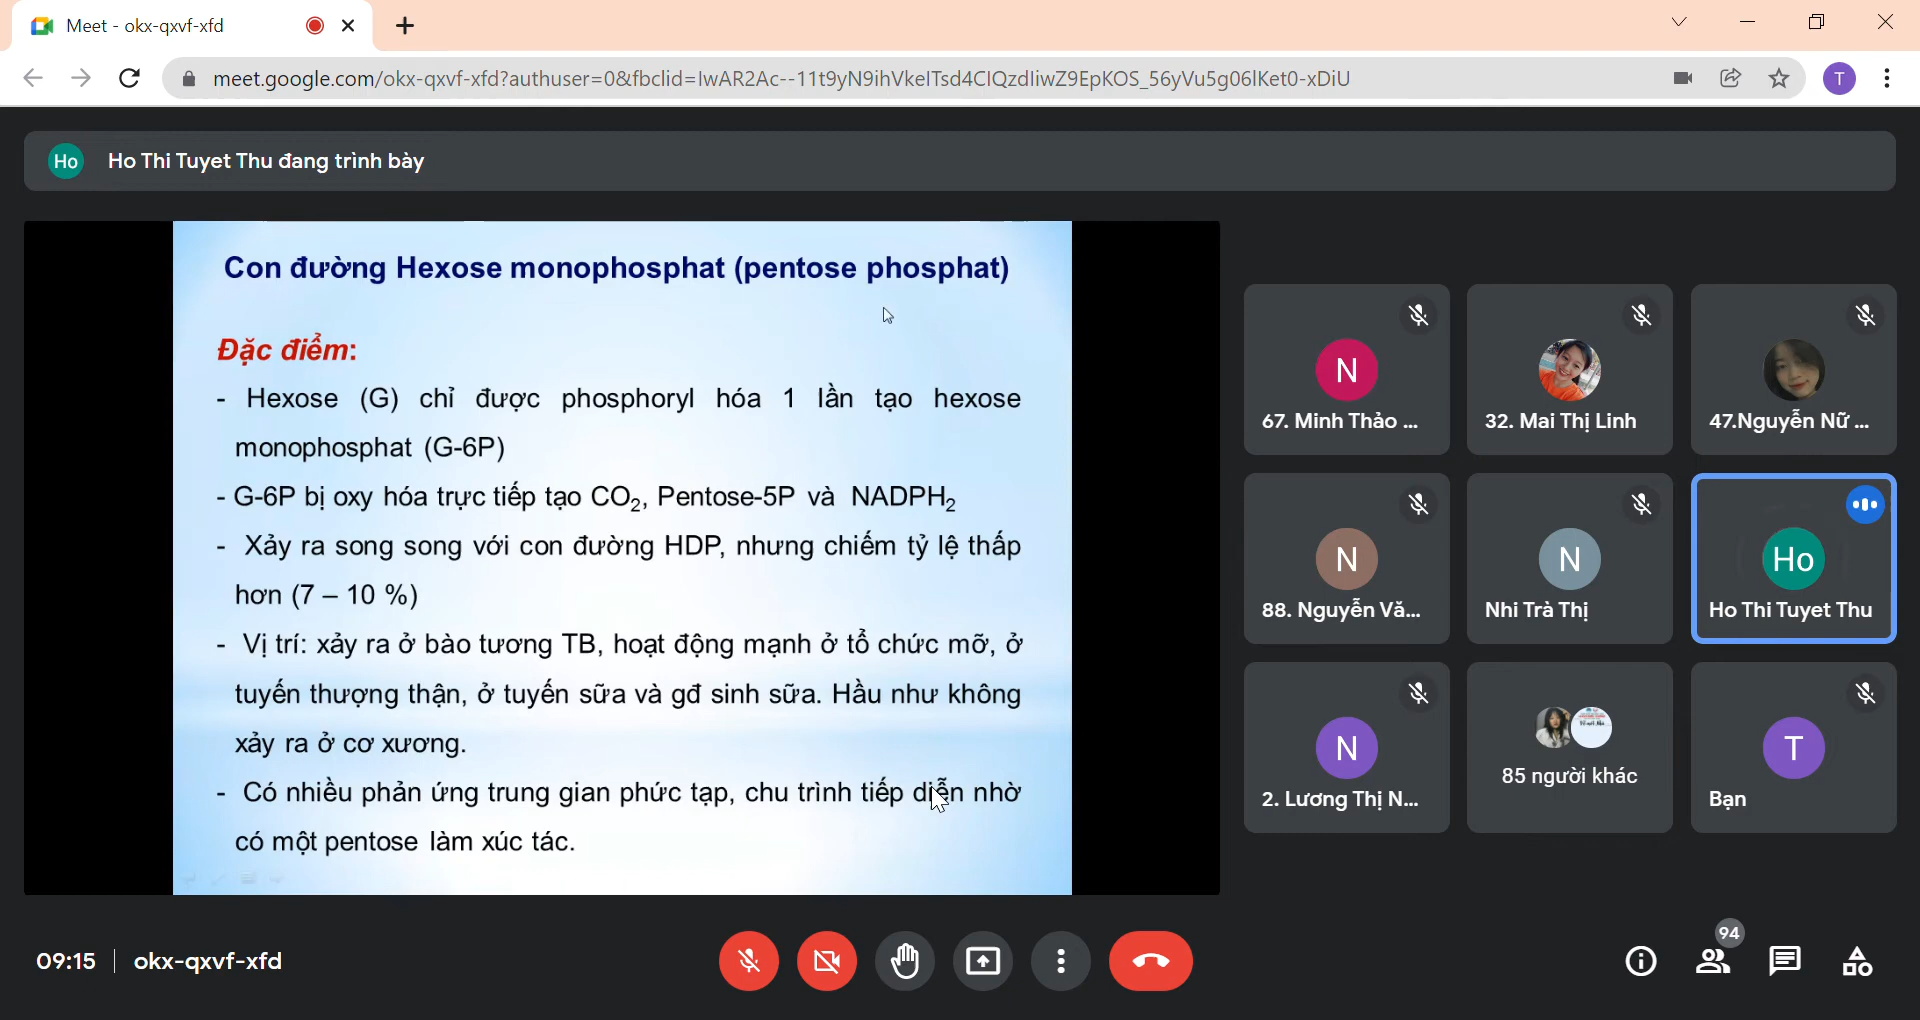 Meet - okx-qxvf-xfd
meet.google.com/okx-qxvf-xfd?authuser=0&fbclid=IwAR2Ac--11t9yN9ihVkeITsd4CIQzdIiwZ9EpKOS_56yVu5g06lKet0-xDiU
T
Ho
Ho Thi Tuyet Thu đang trình bày
Con đường Hexose monophosphat (pentose phosphat)
Đặc điểm:
- Hexose (G) chỉ được phosphoryl hóa 1 lần tạo hexose
monophosphat (G-6P)
- G-6P bị oxy hóa trực tiếp tạo CO₂, Pentose-5P và NADPH₂
- Xảy ra song song với con đường HDP, nhưng chiếm tỷ lệ thấp
hơn (7 – 10 %)
- Vị trí: xảy ra ở bào tương TB, hoạt động mạnh ở tổ chức mỡ, ở
tuyến thượng thận, ở tuyến sữa và gđ sinh sữa. Hầu như không
xảy ra ở cơ xương.
- Có nhiều phản ứng trung gian phức tạp, chu trình tiếp diễn nhờ
có một pentose làm xúc tác.
N
67. Minh Thảo ...
32. Mai Thị Linh
47.Nguyễn Nữ ...
N
88. Nguyễn Vă...
N
Nhi Trà Thị
Ho
Ho Thi Tuyet Thu
N
2. Lương Thị N...
85 người khác
T
Bạn
09:15
okx-qxvf-xfd
94